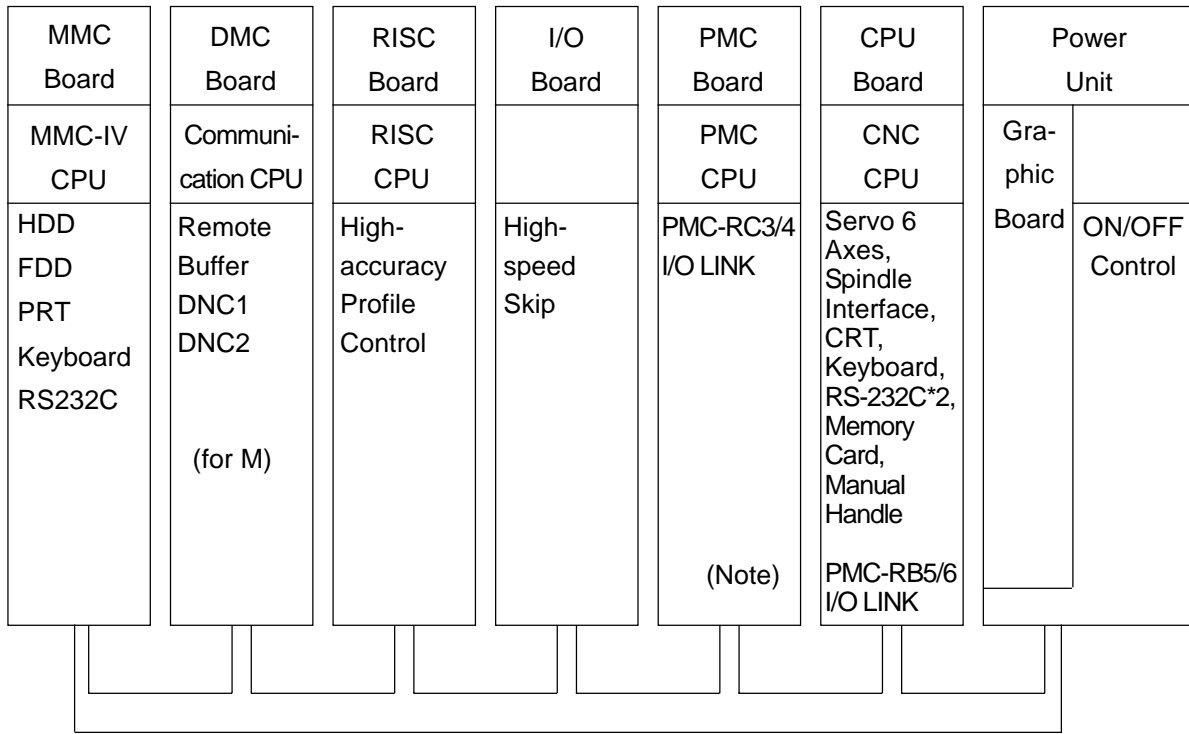 MMC
Board
MMC-IV
CPU
HDD
FDD
PRT
Keyboard
RS232C
DMC
Board
Communi-
cation CPU
Remote
Buffer
DNC1
DNC2
(for M)
RISC
Board
RISC
CPU
High-
accuracy
Profile
Control
I/O
Board
High-
speed
Skip
PMC
Board
PMC
CPU
PMC-RC3/4
I/O LINK
(Note)
CPU
Board
CNC
CPU
Servo 6
Axes,
Spindle
Interface,
CRT,
Keyboard,
RS-232C*2,
Memory
Card,
Manual
Handle
PMC-RB5/6
I/O LINK
Power
Unit
Gra-
phic
Board
ON/OFF
Control